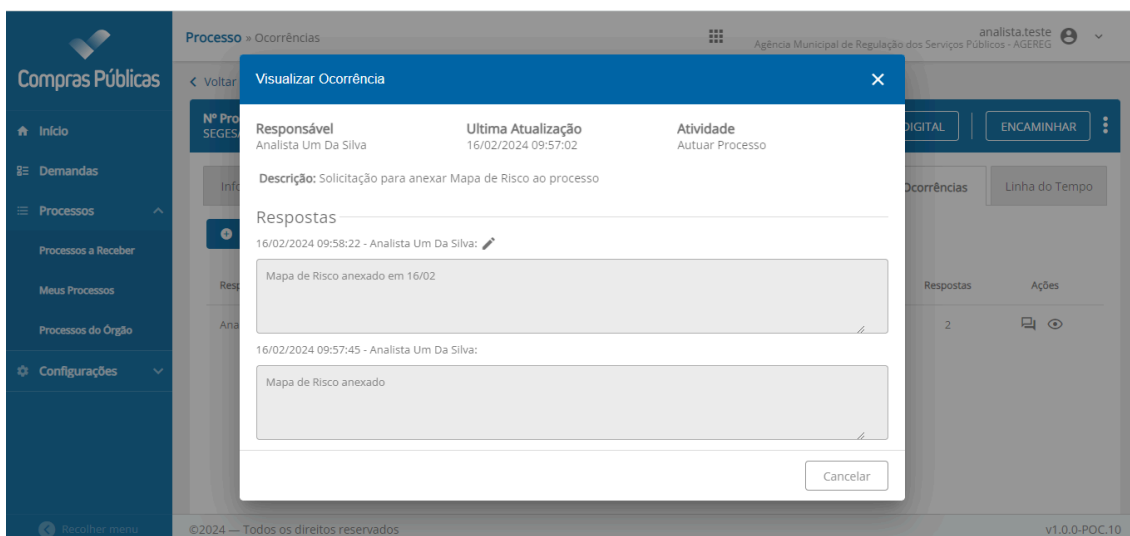 Compras Públicas
Início
Demandas
Processos
Processos a Receber
Meus Processos
Processos do Órgão
Configurações
Recolher menu
Processo » Ocorrências
analista.teste
Agência Municipal de Regulação dos Serviços Públicos - AGEREG
Voltar
Nº Pro
SEGES/
DIGITAL
ENCAMINHAR
Info
Ocorrências
Linha do Tempo
Resp
Respostas
Ações
Ana
2
Visualizar Ocorrência
Responsável
Analista Um Da Silva
Ultima Atualização
16/02/2024 09:57:02
Atividade
Autuar Processo
Descrição: Solicitação para anexar Mapa de Risco ao processo
Respostas
16/02/2024 09:58:22 - Analista Um Da Silva:
Mapa de Risco anexado em 16/02
16/02/2024 09:57:45 - Analista Um Da Silva:
Mapa de Risco anexado
Cancelar
©2024 — Todos os direitos reservados
v1.0.0-POC.10